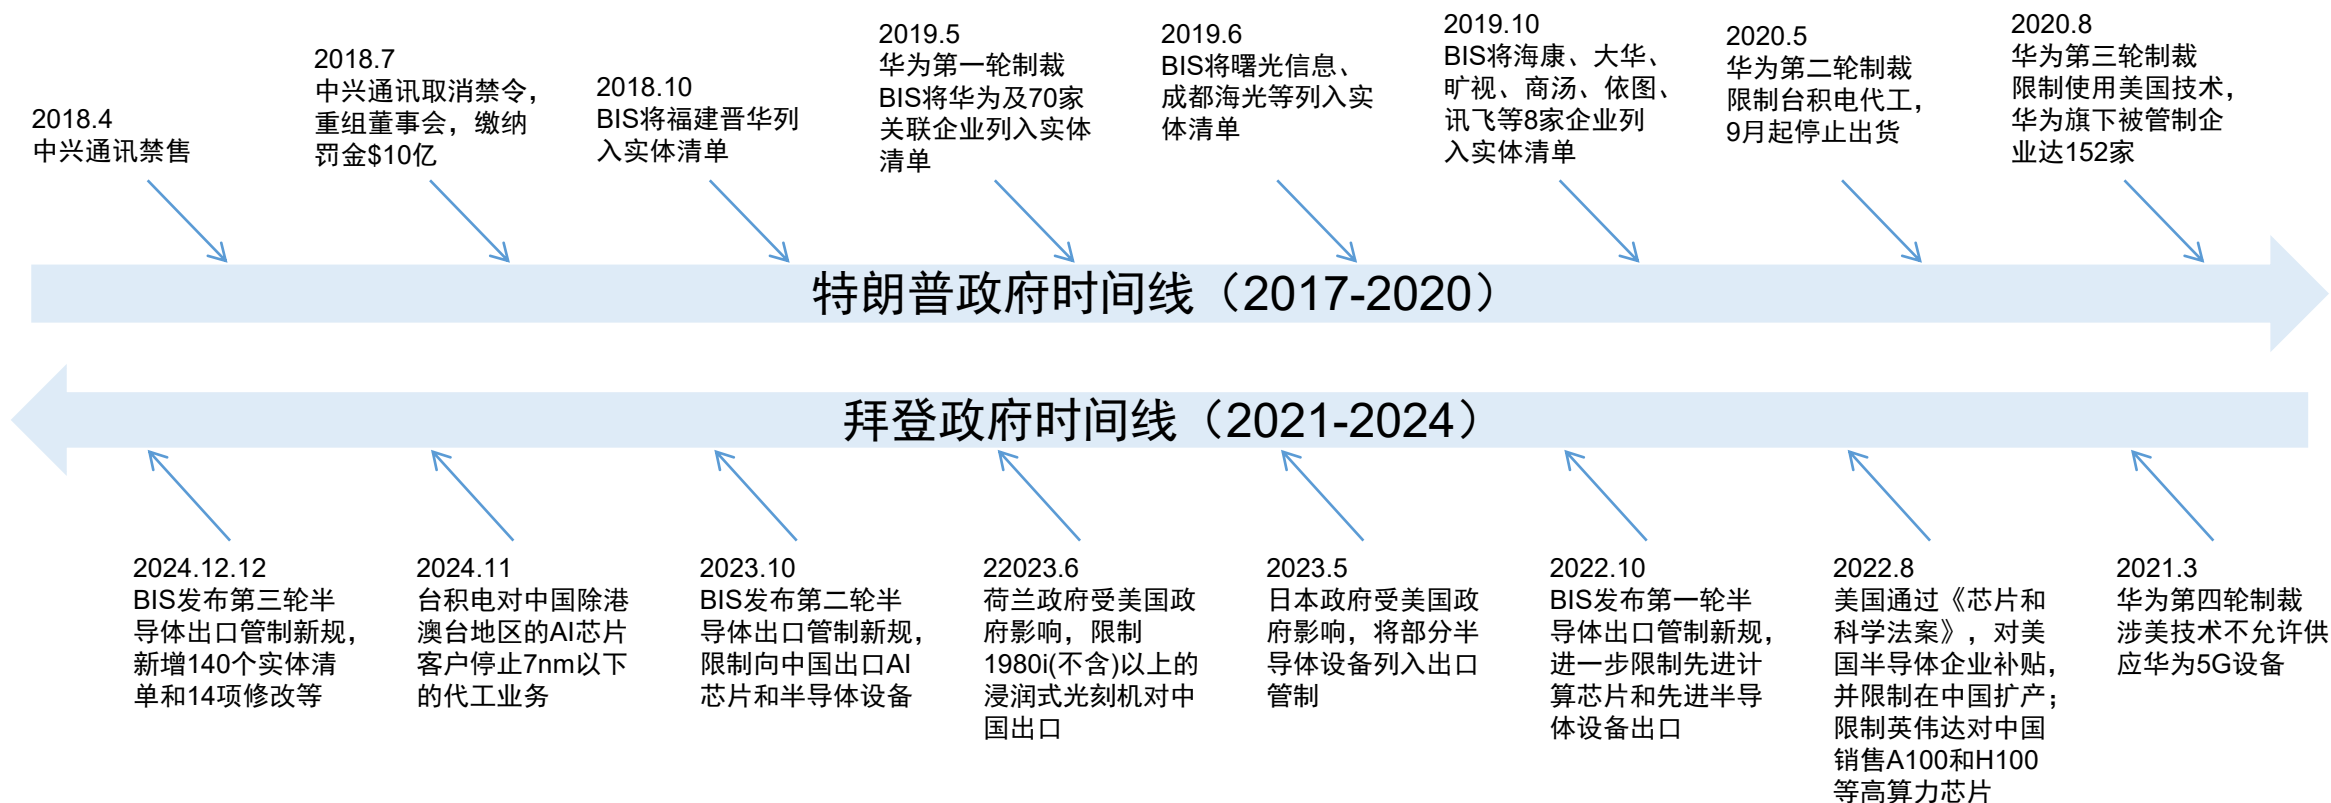 2018.4
中兴通讯禁售
2018.7
中兴通讯取消禁令，
重组董事会，缴纳
罚金$10亿
2018.10
BIS将福建晋华列
入实体清单
2019.5
华为第一轮制裁
BIS将华为及70家
关联企业列入实体
清单
2019.6
BIS将曙光信息、
成都海光等列入实
体清单
2019.10
BIS将海康、大华、
旷视、商汤、依图、
讯飞等8家企业列
入实体清单
2020.5
华为第二轮制裁
限制台积电代工，
9月起停止出货
2020.8
华为第三轮制裁
限制使用美国技术，
华为旗下被管制企
业达152家
特朗普政府时间线（2017-2020）
拜登政府时间线（2021-2024）
2024.12.12
BIS发布第三轮半
导体出口管制新规，
新增140个实体清
单和14项修改等
2024.11
台积电对中国除港
澳台地区的AI芯片
客户停止7nm以下
的代工业务
2023.10
BIS发布第二轮半
导体出口管制新规，
限制向中国出口AI
芯片和半导体设备
22023.6
荷兰政府受美国政
府影响，限制
1980i(不含)以上的
浸润式光刻机对中
国出口
2023.5
日本政府受美国政
府影响，将部分半
导体设备列入出口
管制
2022.10
BIS发布第一轮半
导体出口管制新规，
进一步限制先进计
算芯片和先进半导
体设备出口
2022.8
美国通过《芯片和
科学法案》，对美
国半导体企业补贴，
并限制在中国扩产；
限制英伟达对中国
销售A100和H100
等高算力芯片
2021.3
华为第四轮制裁
涉美技术不允许供
应华为5G设备